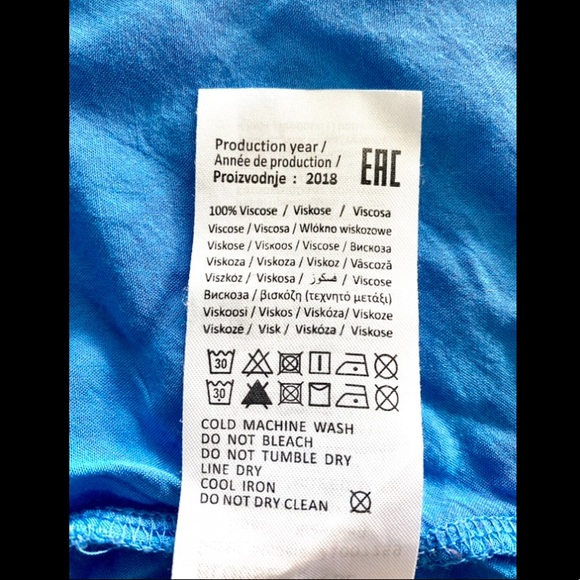 Production year /
Année de production /
Proizvodnje : 2018
EAC
100% Viscose / Viskose / Viscosa
Viscose / Viscosa / Wlókno wiskozowe
Viskose / Viskoos / Viscose / Вискоза
Viskoza / Viskoza / Viskoz / Vâscoză
Viszkóz / Viskosa / فسكوز / Viscose
Вискоза / βισκόζη (τεχνητό μετάξι)
Viskoosi / Viskos / Viskóza/ Viskoze
Viskozė / Visk / Viskóza / Viskose
30
30
COLD MACHINE WASH
DO NOT BLEACH
DO NOT TUMBLE DRY
LINE DRY
COOL IRON
DO NOT DRY CLEAN